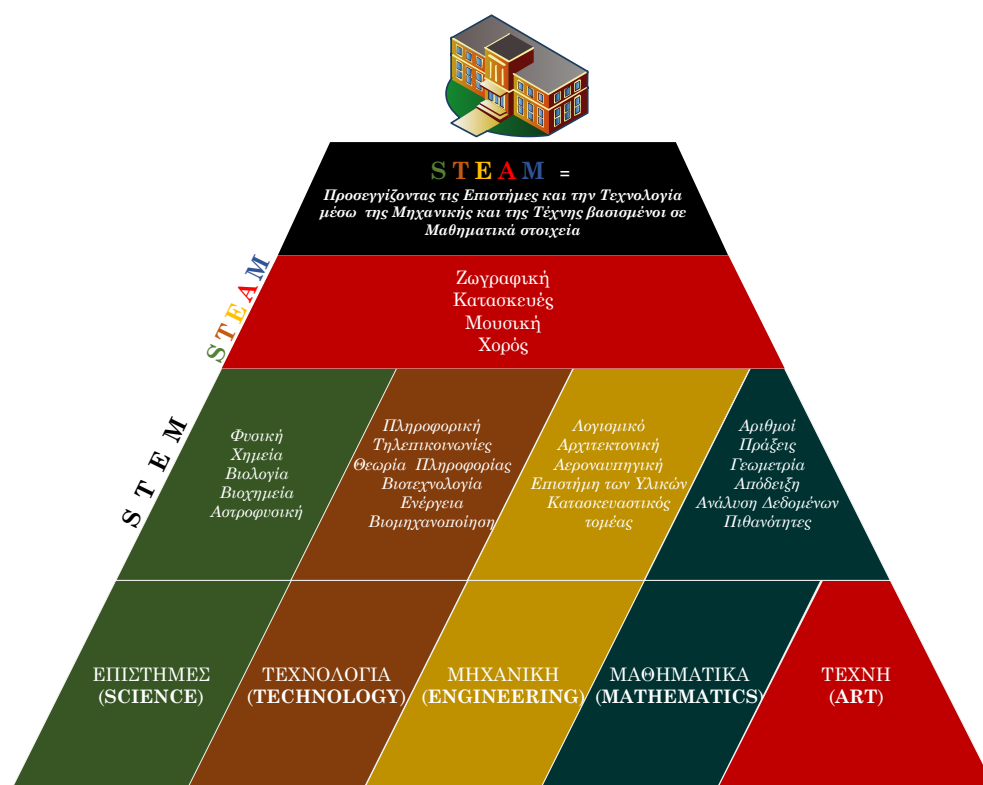 S T E A M =
Προσεγγίζοντας τις Επιστήμες και την Τεχνολογία
μέσω της Μηχανικής και της Τέχνης βασισμένοι σε
Μαθηματικά στοιχεία
S T E A M
Ζωγραφική
Κατασκευές
Μουσική
Χορός
S T E M
Φυσική
Χημεία
Βιολογία
Βιοχημεία
Αστροφυσική
Πληροφορική
Τηλεπικοινωνίες
Θεωρία Πληροφορίας
Βιοτεχνολογία
Ενέργεια
Βιομηχανοποίηση
Λογισμικό
Αρχιτεκτονική
Αεροναυπηγική
Επιστήμη των Υλικών
Κατασκευαστικός
τομέας
Αριθμοί
Πράξεις
Γεωμετρία
Απόδειξη
Ανάλυση Δεδομένων
Πιθανότητες
ΕΠΙΣΤΗΜΕΣ
(SCIENCE)
ΤΕΧΝΟΛΟΓΙΑ
(TECHNOLOGY)
ΜΗΧΑΝΙΚΗ
(ENGINEERING)
ΜΑΘΗΜΑΤΙΚΑ
(MATHEMATICS)
ΤΕΧΝΗ
(ART)